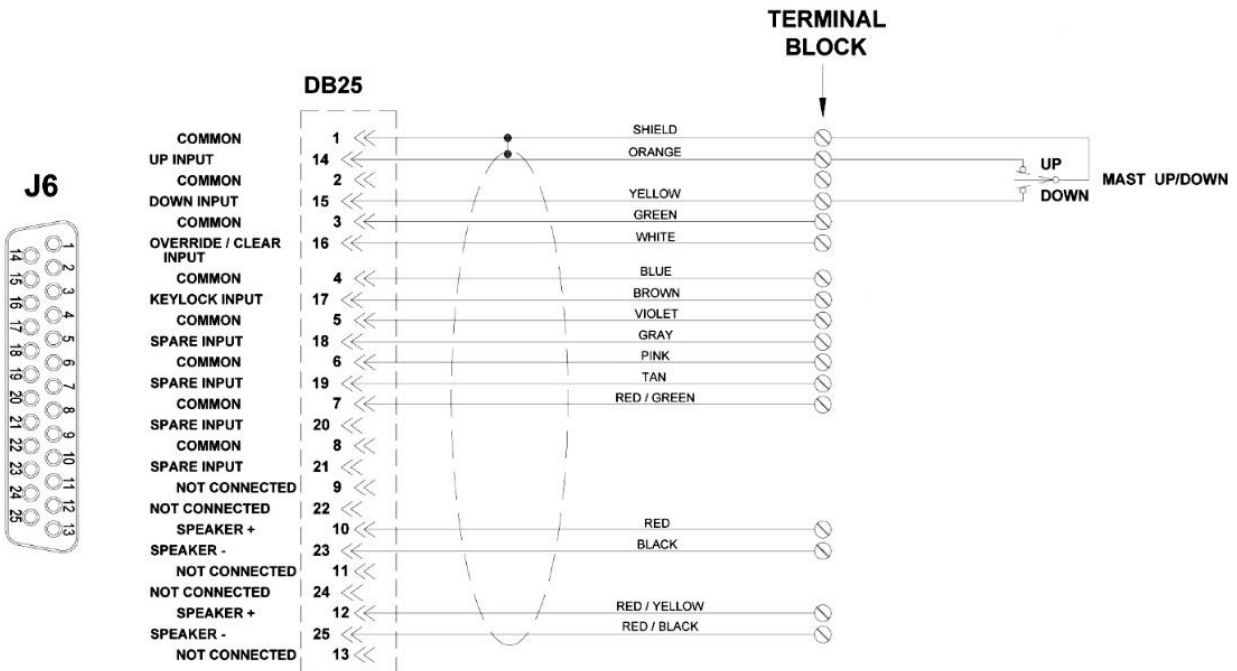 TERMINAL
BLOCK
DB25
J6
COMMON 1 SHIELD
UP INPUT 14 ORANGE
COMMON 2
UP
MAST UP/DOWN
DOWN
DOWN INPUT 15 YELLOW
COMMON 3 GREEN
OVERRIDE / CLEAR 16 WHITE
INPUT
COMMON 4 BLUE
KEYLOCK INPUT 17 BROWN
COMMON 5 VIOLET
SPARE INPUT 18 GRAY
COMMON 6 PINK
SPARE INPUT 19 TAN
COMMON 7 RED / GREEN
SPARE INPUT 20
COMMON 8
SPARE INPUT 21
NOT CONNECTED 9
NOT CONNECTED 22
SPEAKER + 10 RED
SPEAKER - 23 BLACK
NOT CONNECTED 11
NOT CONNECTED 24
SPEAKER + 12 RED / YELLOW
SPEAKER - 25 RED / BLACK
NOT CONNECTED 13
1
14
2
15
3
16
4
17
5
18
6
19
7
20
8
21
9
22
10
23
11
24
12
25
13